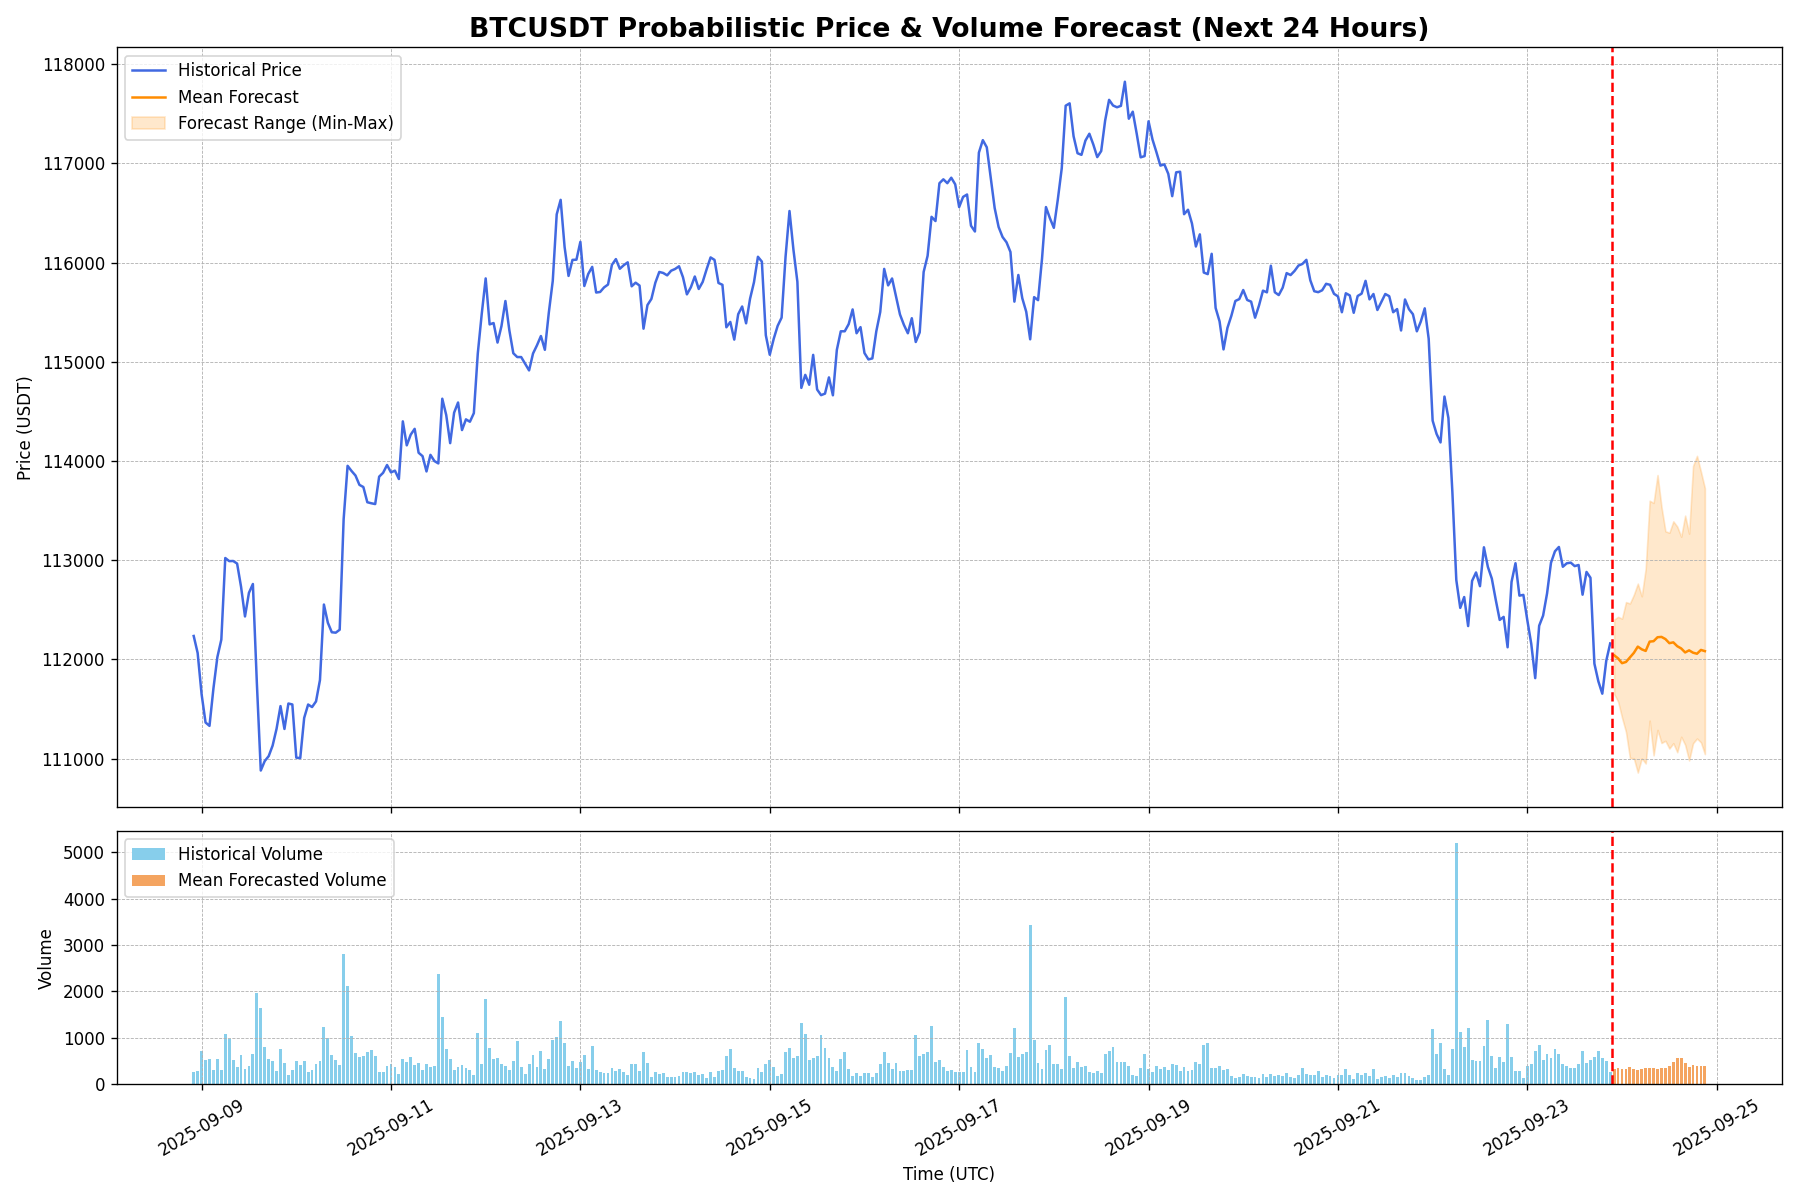 BTCUSDT Probabilistic Price & Volume Forecast (Next 24 Hours)
Historical Price
Mean Forecast
Forecast Range (Min-Max)
118000
117000
116000
115000
114000
113000
112000
111000
Price (USDT)
Historical Volume
Mean Forecasted Volume
5000
4000
3000
2000
1000
0
Volume
2025-09-09
2025-09-11
2025-09-13
2025-09-15
2025-09-17
2025-09-19
2025-09-21
2025-09-23
2025-09-25
Time (UTC)